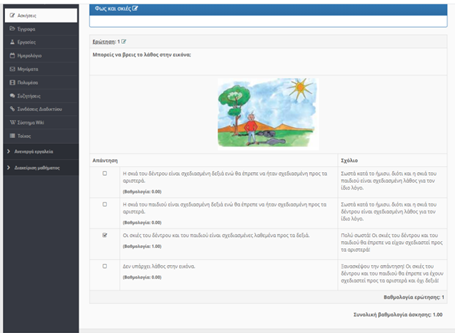 Ασκήσεις
Έγγραφα
Εργασίες
Ημερολόγιο
Μηνύματα
Πολυμέσα
Συζητήσεις
Συνδέσεις Διαδικτύου
Σύστημα Wiki
Τοίχος
Ανενεργά εργαλεία
Διαχείριση μαθήματος
Φως και σκιές
Ερώτηση: 1
Μπορείς να βρεις το λάθος στην εικόνα;
Απάντηση Σχόλιο
Η σκιά του δέντρου είναι σχεδιασμένη δεξιά ενώ θα έπρεπε να ήταν σχεδιασμένη προς τα
αριστερά.
(Βαθμολογία: 0.00)
Σωστά κατά το ήμισυ, διότι και η σκιά του
παιδιού είναι σχεδιασμένη λάθος για τον
ίδιο λόγο.
Η σκιά του παιδιού είναι σχεδιασμένη δεξιά ενώ θα έπρεπε να ήταν σχεδιασμένη προς τα
αριστερά.
(Βαθμολογία: 0.00)
Σωστά κατά το ήμισυ, διότι και η σκιά του
δέντρου είναι σχεδιασμένη λάθος για τον
ίδιο λόγο.
Οι σκιές του δέντρου και του παιδιού είναι σχεδιασμένες λαθεμένα προς τα δεξιά.
(Βαθμολογία: 1.00)
Πολύ σωστά! Οι σκιές του δέντρου και του
παιδιού θα έπρεπε να είχαν σχεδιαστεί προς
τα αριστερά!
Δεν υπάρχει λάθος στην εικόνα
(Βαθμολογία: 0.00)
Ξανασκέψου την απάντηση! Οι σκιές του
δέντρου και του παιδιού θα έπρεπε να έχουν
σχεδιαστεί προς τα αριστερά και όχι δεξιά!
Βαθμολογία ερώτησης: 1
Συνολική βαθμολογία άσκησης: 1.00